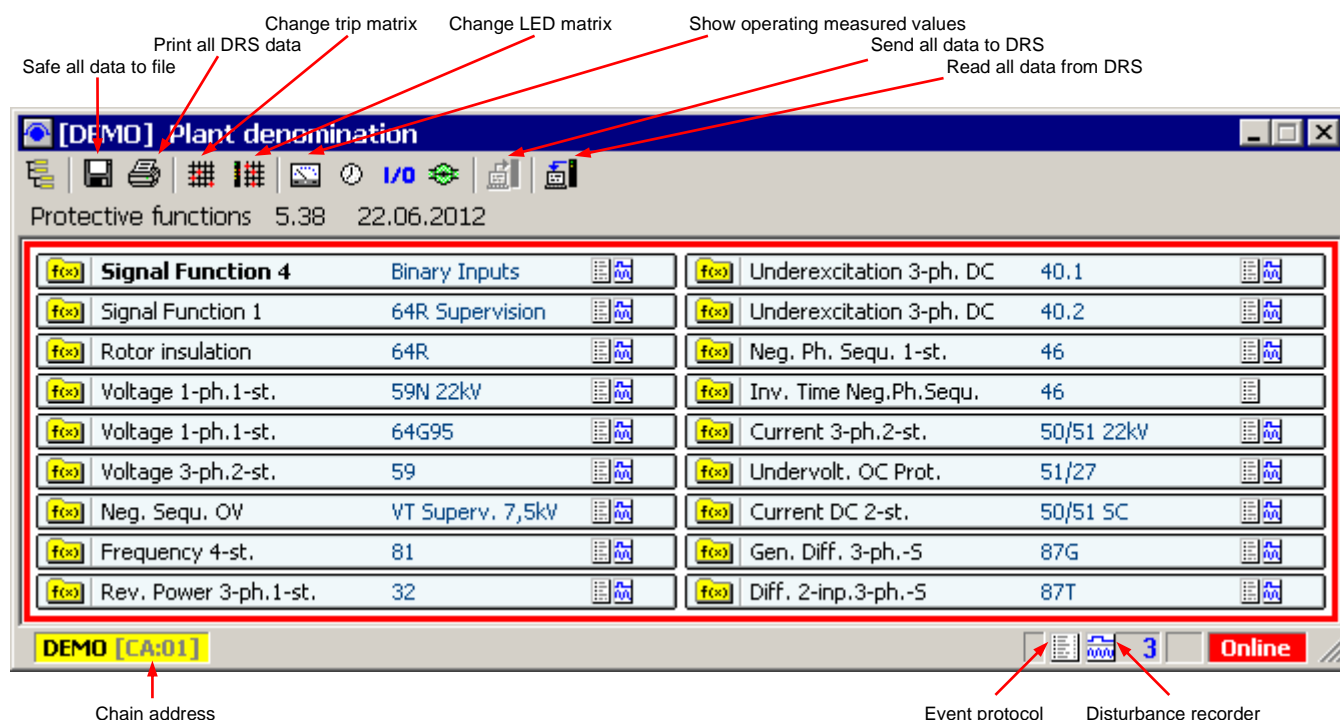 Change trip matrix
Change LED matrix
Show operating measured values
Print all DRS data
Send all data to DRS
Safe all data to file
Read all data from DRS
[DEMO] Plant denomination
I/O
Protective functions 5.38 22.06.2012
f(x) Signal Function 4 Binary Inputs
f(x) Underexcitation 3-ph. DC 40.1
f(x) Signal Function 1 64R Supervision
f(x) Underexcitation 3-ph. DC 40.2
f(x) Rotor insulation 64R
f(x) Neg. Ph. Sequ. 1-st. 46
f(x) Voltage 1-ph.1-st. 59N 22kV
f(x) Inv. Time Neg.Ph.Sequ. 46
f(x) Voltage 1-ph.1-st. 64G95
f(x) Current 3-ph.2-st. 50/51 22kV
f(x) Voltage 3-ph.2-st. 59
f(x) Undervolt. OC Prot. 51/27
f(x) Neg. Sequ. OV VT Superv. 7,5kV
f(x) Current DC 2-st. 50/51 SC
f(x) Frequency 4-st. 81
f(x) Gen. Diff. 3-ph.-S 87G
f(x) Rev. Power 3-ph.1-st. 32
f(x) Diff. 2-inp.3-ph.-S 87T
DEMO [CA:01]
3
Online
Chain address
Event protocol
Disturbance recorder